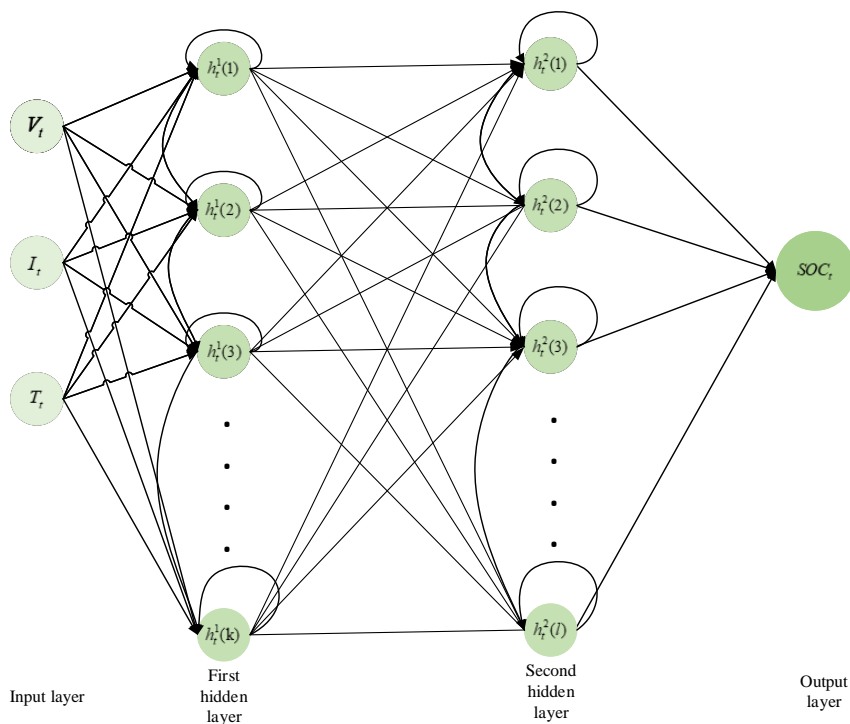 V_t
I_t
T_t
h_t^1(1)
h_t^1(2)
h_t^1(3)
h_t^1(k)
h_t^2(1)
h_t^2(2)
h_t^2(3)
h_t^2(l)
SOC_t
Input layer
First
hidden
layer
Second
hidden
layer
Output
layer